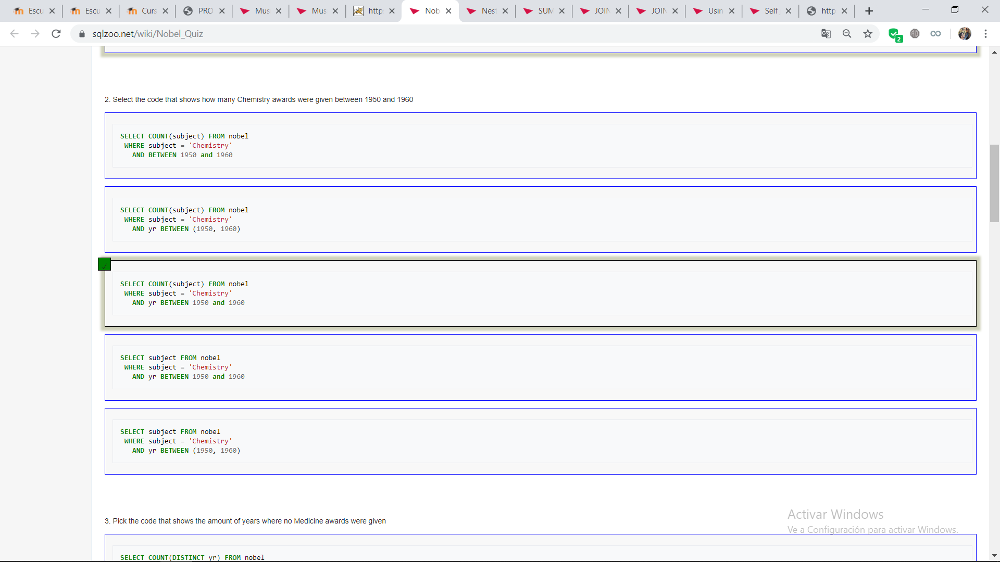 Escu
Escu
Curs
PRO
Mus
Mus
http
Nob
Nest
SUM
JOIN
JOIN
Usin
Self
http
sqlzoo.net/wiki/Nobel_Quiz
2
2. Select the code that shows how many Chemistry awards were given between 1950 and 1960
SELECT COUNT(subject) FROM nobel
WHERE subject = 'Chemistry'
AND BETWEEN 1950 and 1960
SELECT COUNT(subject) FROM nobel
WHERE subject = 'Chemistry'
AND yr BETWEEN (1950, 1960)
SELECT COUNT(subject) FROM nobel
WHERE subject = 'Chemistry'
AND yr BETWEEN 1950 and 1960
SELECT subject FROM nobel
WHERE subject = 'Chemistry'
AND yr BETWEEN 1950 and 1960
SELECT subject FROM nobel
WHERE subject = 'Chemistry'
AND yr BETWEEN (1950, 1960)
3. Pick the code that shows the amount of years where no Medicine awards were given
Activar Windows
Ve a Configuración para activar Windows.
SELECT COUNT(DISTINCT yr) FROM nobel